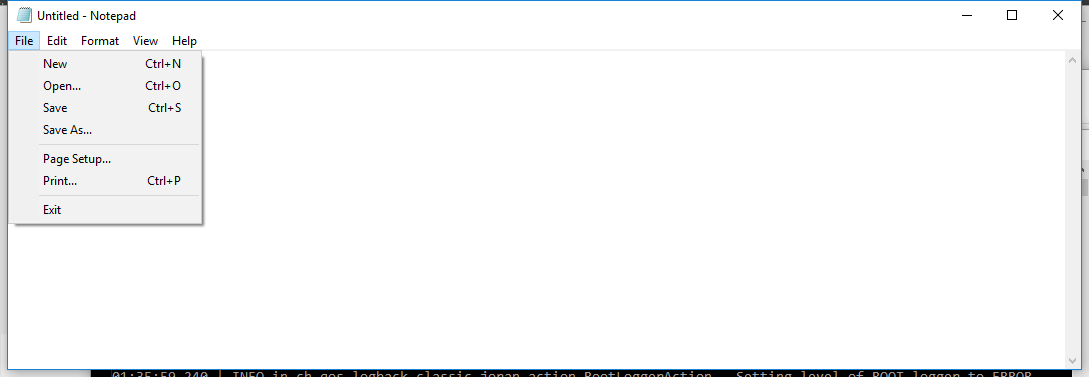 Untitled - Notepad
File Edit Format View Help
New Ctrl+N
Open... Ctrl+O
Save Ctrl+S
Save As...
Page Setup...
Print... Ctrl+P
Exit
01:35:59,240 | INFO in ch.qos.logback.classic.joran.action.RootLoggerAction - Setting level of ROOT logger to ERROR